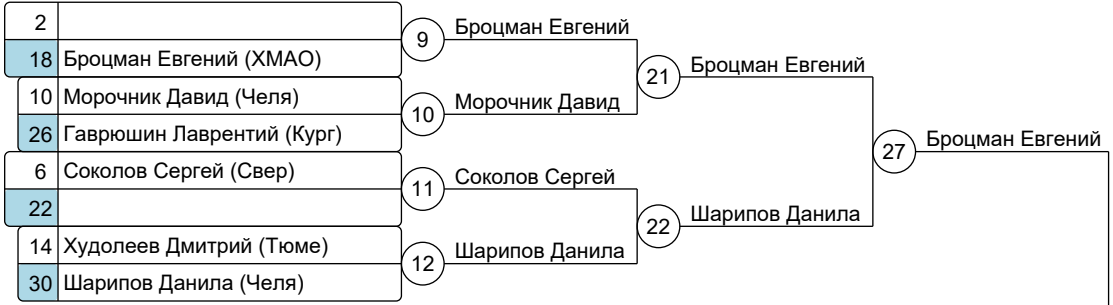 2
18 Броцман Евгений (ХМАО)
10 Морочник Давид (Челя)
26 Гаврюшин Лаврентий (Кург)
6 Соколов Сергей (Свер)
22
14 Худолеев Дмитрий (Тюме)
30 Шарипов Данила (Челя)
9 Броцман Евгений
10 Морочник Давид
11 Соколов Сергей
12 Шарипов Данила
21 Броцман Евгений
22 Шарипов Данила
27 Броцман Евгений